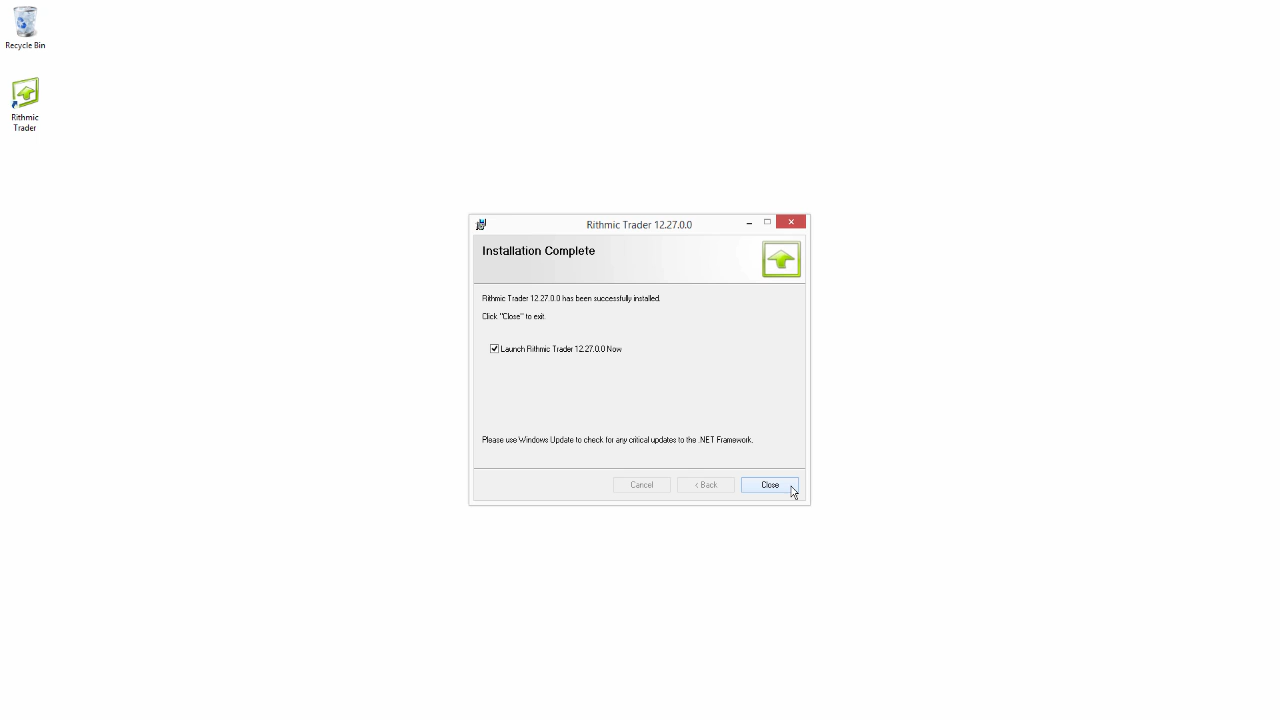 Recycle Bin
Rithmic
Trader
Rithmic Trader 12.27.0.0
Installation Complete
Rithmic Trader 12.27.0.0 has been successfully installed.
Click "Close" to exit.
Launch Rithmic Trader 12.27.0.0 Now
Please use Windows Update to check for any critical updates to the .NET Framework.
Cancel
< Back
Close